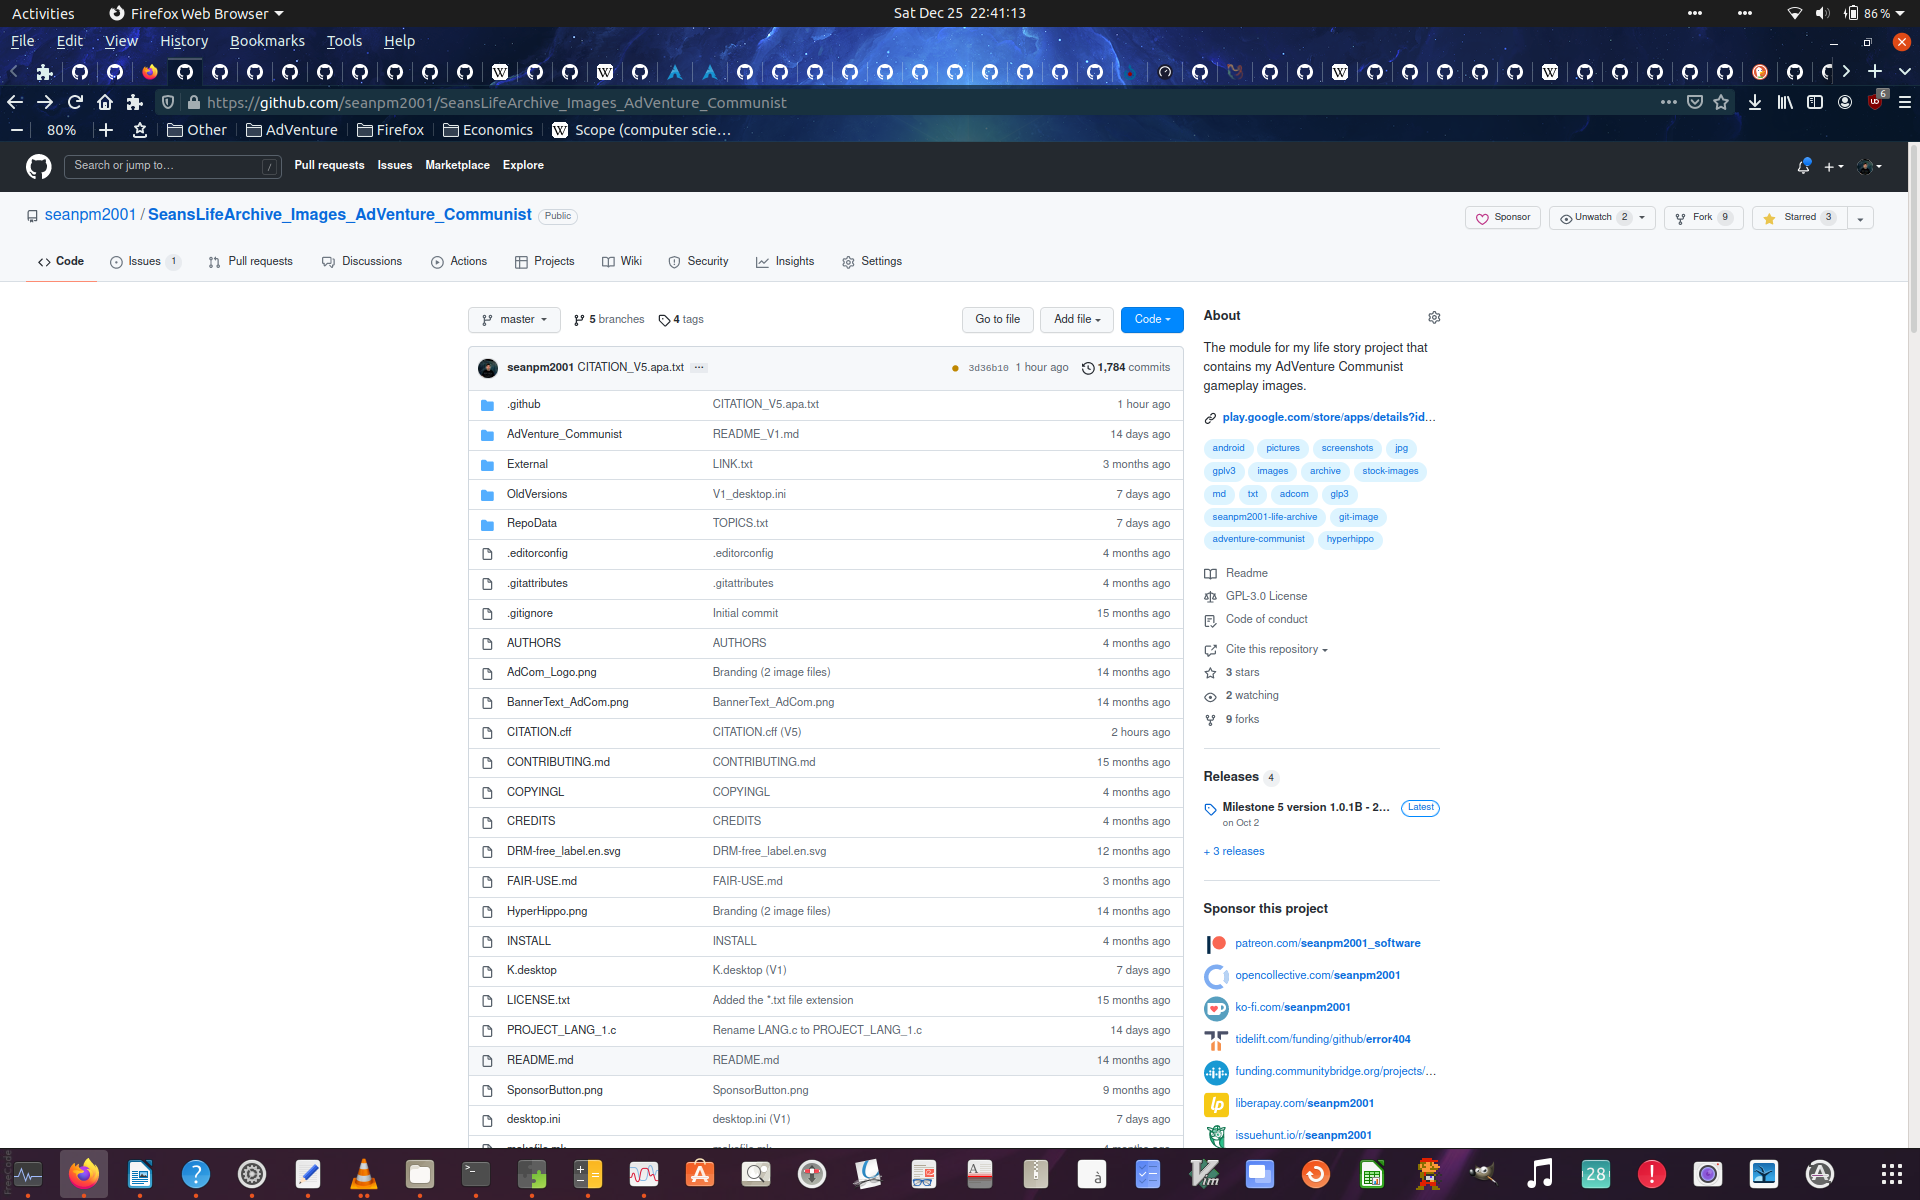 Activities Firefox Web Browser Sat Dec 25 22:41:13 86 %
File Edit View History Bookmarks Tools Help
https://github.com/seanpm2001/SeansLifeArchive_Images_AdVenture_Communist 6
80% Other AdVenture Firefox Economics Scope (computer scie…
Search or jump to… / Pull requests Issues Marketplace Explore
seanpm2001 / SeansLifeArchive_Images_AdVenture_Communist Public Sponsor Unwatch 2 Fork 9 Starred 3
Code Issues 1 Pull requests Discussions Actions Projects Wiki Security Insights Settings
master 5 branches 4 tags Go to file Add file Code
seanpm2001 CITATION_V5.apa.txt ... 3d36b10 1 hour ago 1,784 commits
.github CITATION_V5.apa.txt 1 hour ago
AdVenture_Communist README_V1.md 14 days ago
External LINK.txt 3 months ago
OldVersions V1_desktop.ini 7 days ago
RepoData TOPICS.txt 7 days ago
.editorconfig .editorconfig 4 months ago
.gitattributes .gitattributes 4 months ago
.gitignore Initial commit 15 months ago
AUTHORS AUTHORS 4 months ago
AdCom_Logo.png Branding (2 image files) 14 months ago
BannerText_AdCom.png BannerText_AdCom.png 14 months ago
CITATION.cff CITATION.cff (V5) 2 hours ago
CONTRIBUTING.md CONTRIBUTING.md 15 months ago
COPYINGL COPYINGL 4 months ago
CREDITS CREDITS 4 months ago
DRM-free_label.en.svg DRM-free_label.en.svg 12 months ago
FAIR-USE.md FAIR-USE.md 3 months ago
HyperHippo.png Branding (2 image files) 14 months ago
INSTALL INSTALL 4 months ago
K.desktop K.desktop (V1) 7 days ago
LICENSE.txt Added the *.txt file extension 15 months ago
PROJECT_LANG_1.c Rename LANG.c to PROJECT_LANG_1.c 14 days ago
README.md README.md 14 months ago
SponsorButton.png SponsorButton.png 9 months ago
desktop.ini desktop.ini (V1) 7 days ago
About
The module for my life story project that
contains my AdVenture Communist
gameplay images.
play.google.com/store/apps/details?id…
android pictures screenshots jpg
gplv3 images archive stock-images
md txt adcom glp3
seanpm2001-life-archive git-image
adventure-communist hyperhippo
Readme
GPL-3.0 License
Code of conduct
Cite this repository
3 stars
2 watching
9 forks
Releases 4
Milestone 5 version 1.0.1B - 2… Latest
on Oct 2
+ 3 releases
Sponsor this project
patreon.com/seanpm2001_software
opencollective.com/seanpm2001
ko-fi.com/seanpm2001
tidelift.com/funding/github/error404
funding.communitybridge.org/projects/…
liberapay.com/seanpm2001
issuehunt.io/r/seanpm2001
28